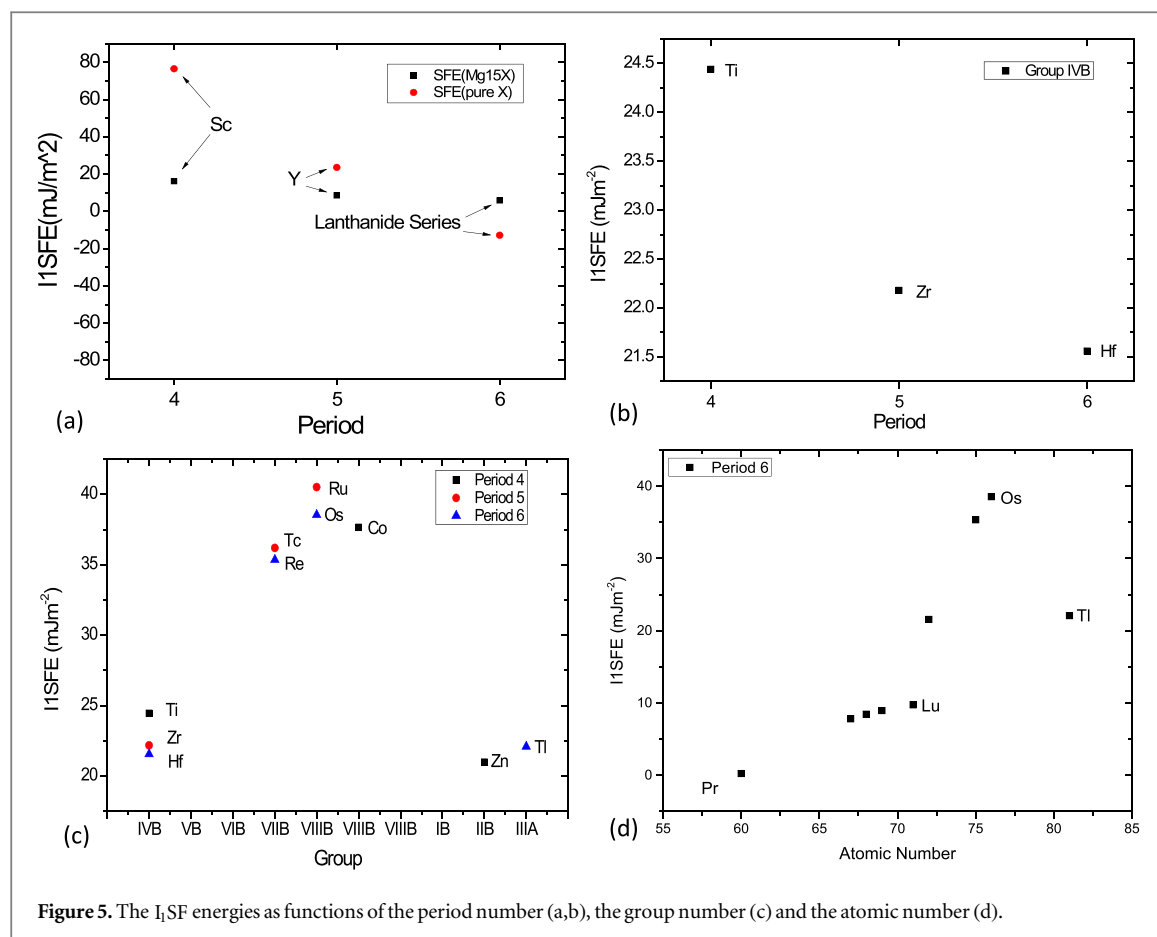 80
60
40
20
0
-20
-40
-60
-80
I1SFE(mJ/m^2)
SFE(Mg15X)
SFE(pure X)
Sc
Y
Lanthanide Series
4 5 6
Period
(a)
24.5
24.0
23.5
23.0
22.5
22.0
21.5
I1SFE (mJm-2)
Group IVB
Ti
Zr
Hf
4 5 6
Period
(b)
40
35
30
25
20
I1SFE (mJm-2)
Period 4
Period 5
Period 6
Ru
Os
Co
Tc
Re
Ti
Zr
Hf
Zn
Tl
IVB VB VIB VIIB VIIIB VIIIB VIIIB IB IIB IIIA
Group
(c)
40
30
20
10
0
I1SFE (mJm-2)
Period 6
Os
Tl
Lu
Pr
55 60 65 70 75 80 85
Atomic Number
(d)
Figure 5. The I1SF energies as functions of the period number (a,b), the group number (c) and the atomic number (d).